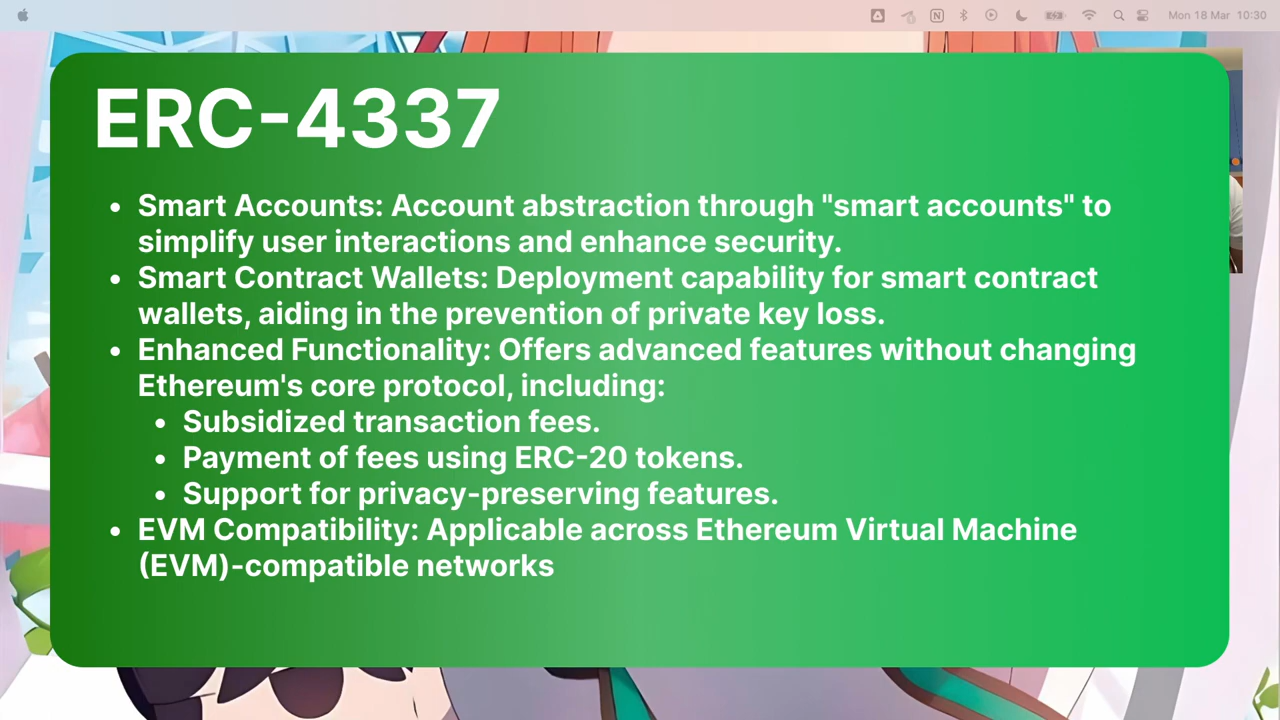 Mon 18 Mar 10:30
ERC-4337
• Smart Accounts: Account abstraction through "smart accounts" to
simplify user interactions and enhance security.
• Smart Contract Wallets: Deployment capability for smart contract
wallets, aiding in the prevention of private key loss.
• Enhanced Functionality: Offers advanced features without changing
Ethereum's core protocol, including:
• Subsidized transaction fees.
• Payment of fees using ERC-20 tokens.
• Support for privacy-preserving features.
• EVM Compatibility: Applicable across Ethereum Virtual Machine
(EVM)-compatible networks